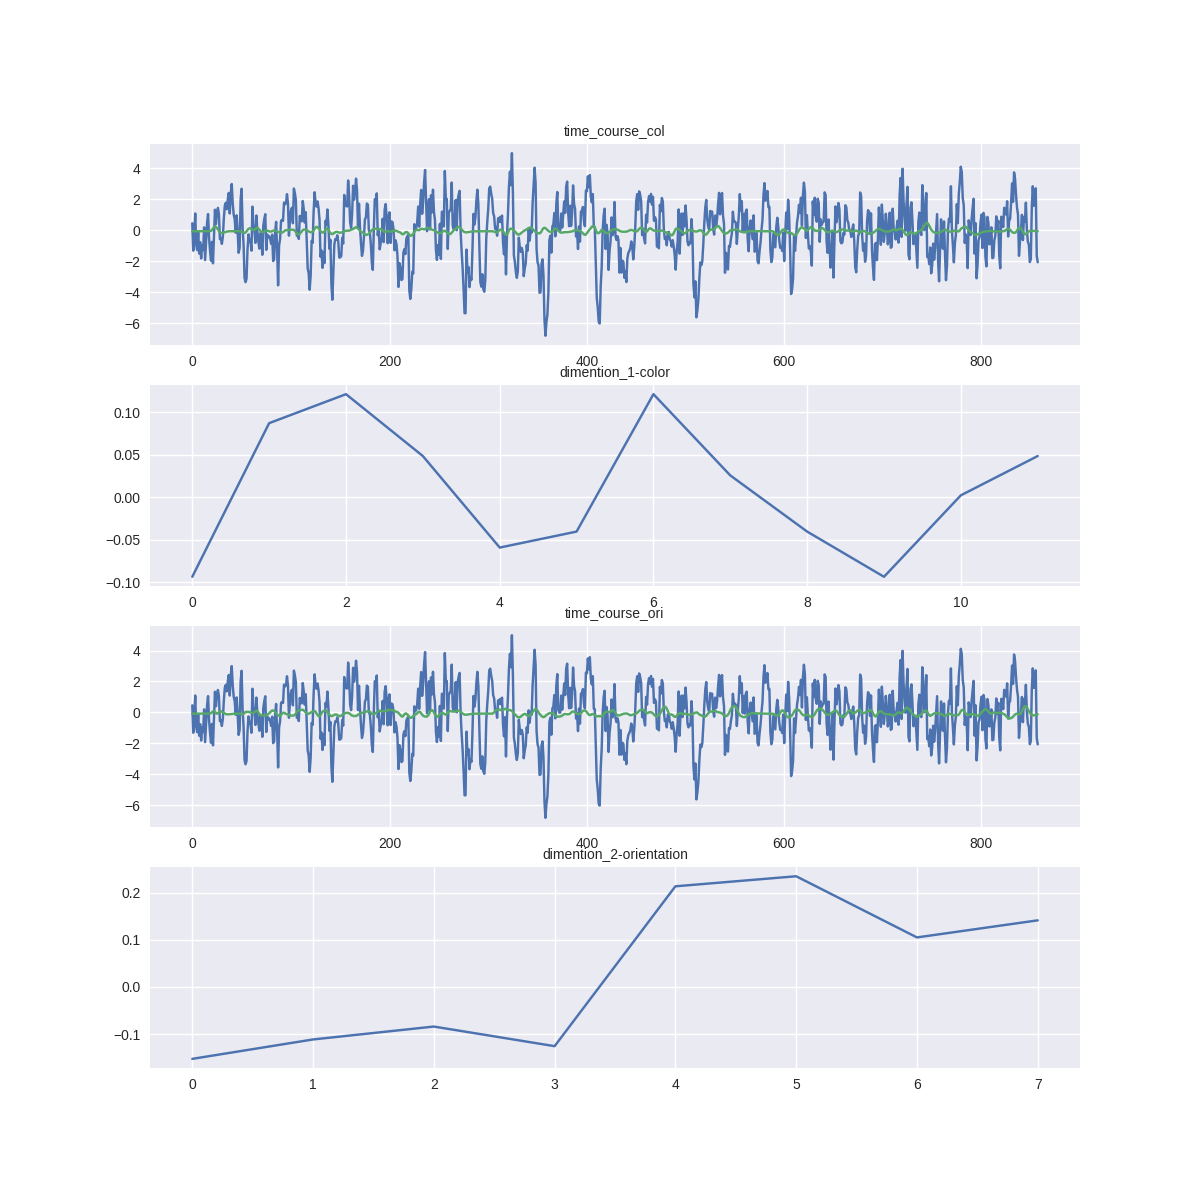 time_course_col
4
2
0
−2
−4
−6
0 200 400 600 800
dimention_1-color
0.10
0.05
0.00
−0.05
−0.10
0 2 4 6 8 10
time_course_ori
4
2
0
−2
−4
−6
0 200 400 600 800
dimention_2-orientation
0.2
0.1
0.0
−0.1
0 1 2 3 4 5 6 7